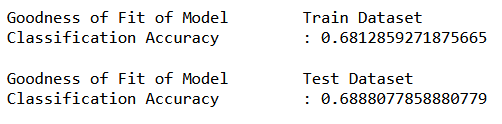 Goodness of Fit of Model Train Dataset
Classification Accuracy : 0.6812859271875665
Goodness of Fit of Model Test Dataset
Classification Accuracy : 0.6888077858880779